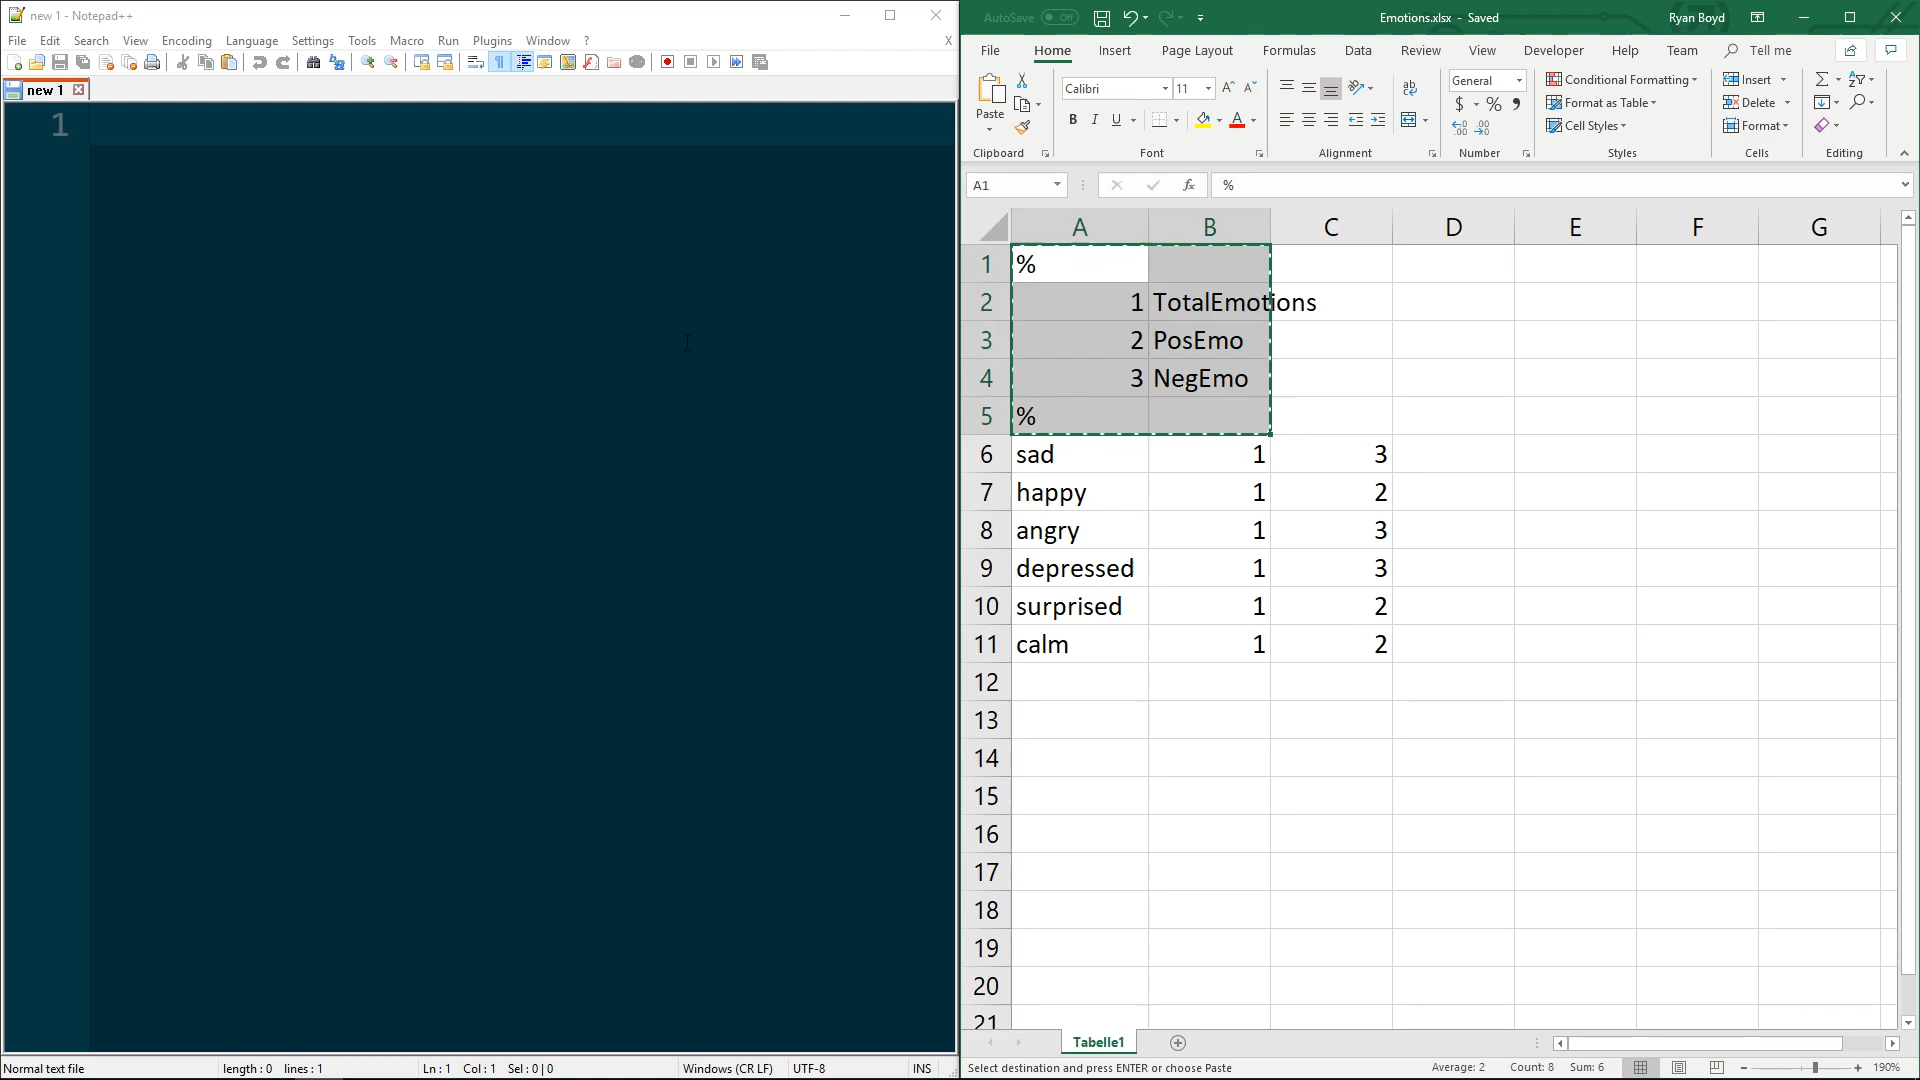 new 1 - Notepad++
File Edit Search View Encoding Language Settings Tools Macro Run Plugins Window ? X
new 1
1
Normal text file length : 0 lines : 1 Ln : 1 Col : 1 Sel : 0 | 0 Windows (CR LF) UTF-8 INS
AutoSave Off Emotions.xlsx - Saved Ryan Boyd
File Home Insert Page Layout Formulas Data Review View Developer Help Team Tell me
Paste
Calibri 11 A A
B I U A
ab
General
$ % ,
Conditional Formatting
Format as Table
Cell Styles
Insert
Delete
Format
Clipboard Font Alignment Number Styles Cells Editing
A1 fx %
A B C D E F G
1 %
2 1 TotalEmotions
3 2 PosEmo
4 3 NegEmo
5 %
6 sad 1 3
7 happy 1 2
8 angry 1 3
9 depressed 1 3
10 surprised 1 2
11 calm 1 2
12
13
14
15
16
17
18
19
20
21
Tabelle1
Select destination and press ENTER or choose Paste Average: 2 Count: 8 Sum: 6 190%